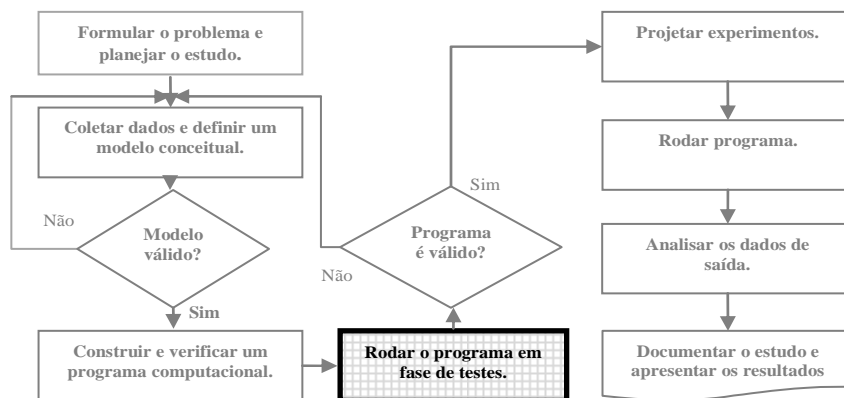 Formular o problema e
planejar o estudo.
Coletar dados e definir um
modelo conceitual.
Não
Modelo
válido?
Sim
Construir e verificar um
programa computacional.
Rodar o programa em
fase de testes.
Programa
é válido?
Não
Sim
Projetar experimentos.
Rodar programa.
Analisar os dados de
saída.
Documentar o estudo e
apresentar os resultados